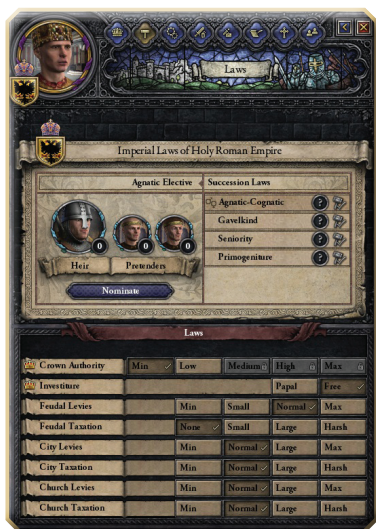 Laws
Imperial Laws of Holy Roman Empire
Agnatic Elective
Succession Laws
0
0
0
Heir
Pretenders
Nominate
Agnatic-Cognatic ?
Gavelkind ?
Seniority ?
Primogeniture ?
Laws
Crown Authority Min Low Medium High Max
Investiture Papal Free
Feudal Levies Min Small Normal Max
Feudal Taxation None Small Large Harsh
City Levies Min Normal Large Max
City Taxation Min Normal Large Harsh
Church Levies Min Normal Large Max
Church Taxation Min Normal Large Harsh